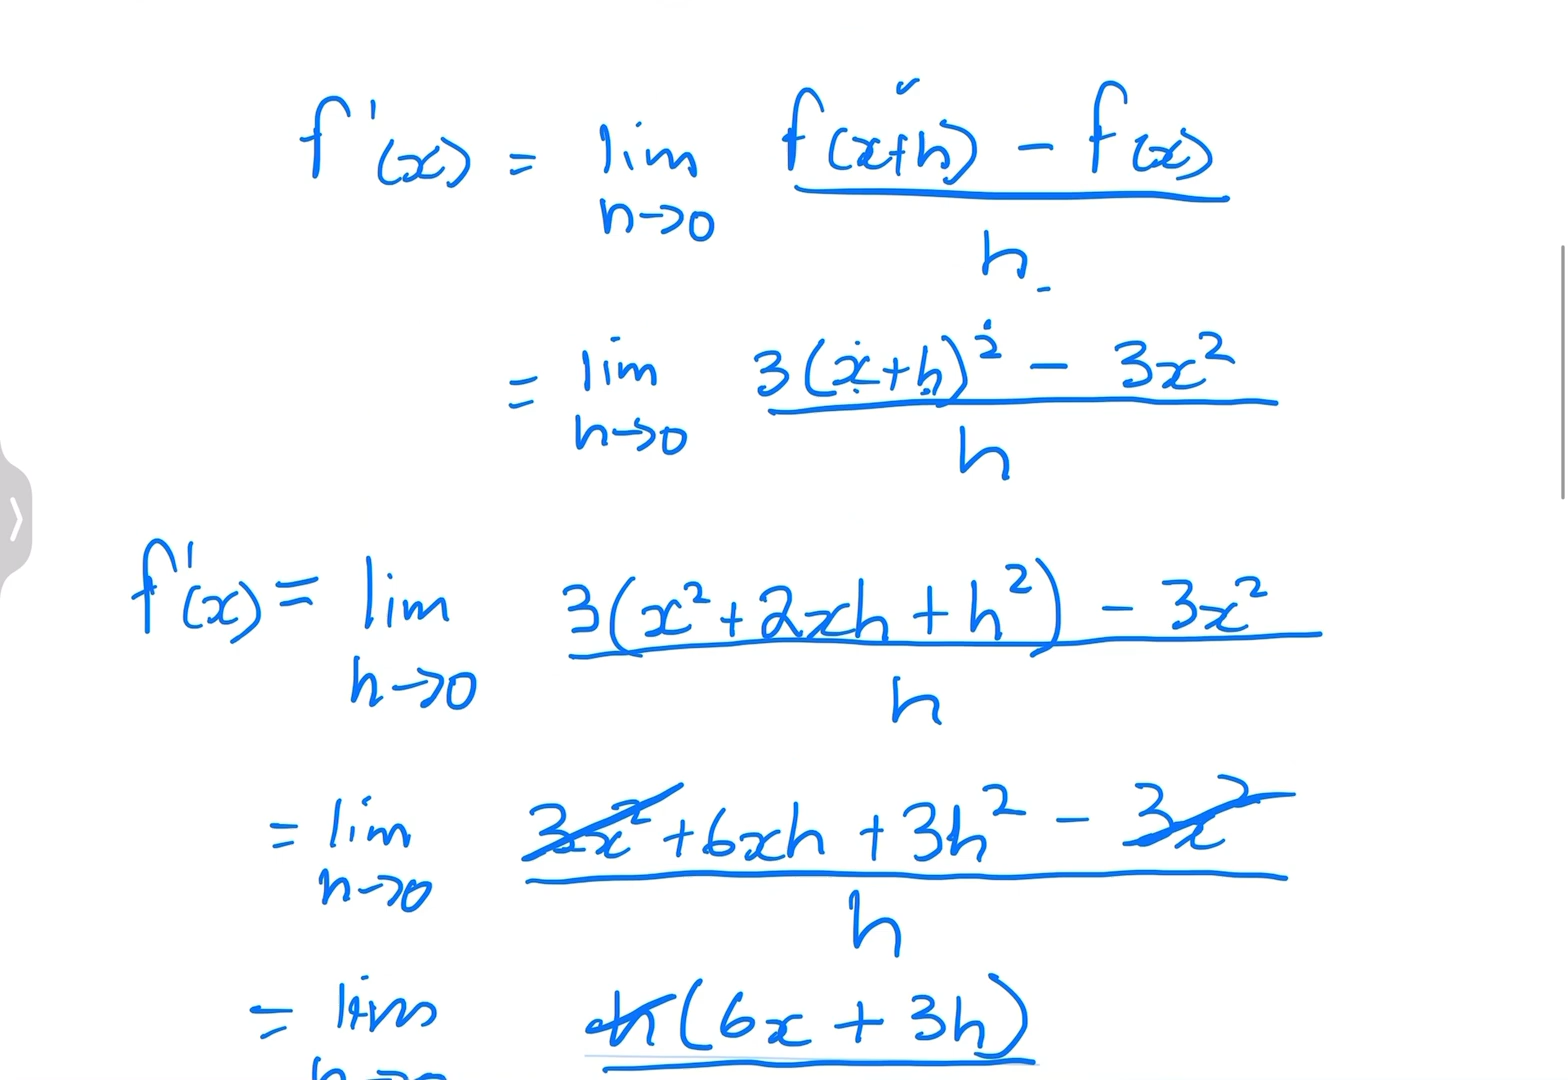 f'(x) = lim h→0 (f(x+h) - f(x)) / h
= lim h→0 (3(x+h)² - 3x²) / h
f'(x) = lim h→0 (3(x² + 2xh + h²) - 3x²) / h
= lim h→0 (3x² + 6xh + 3h² - 3x²) / h
= lim h→0 h(6x + 3h)